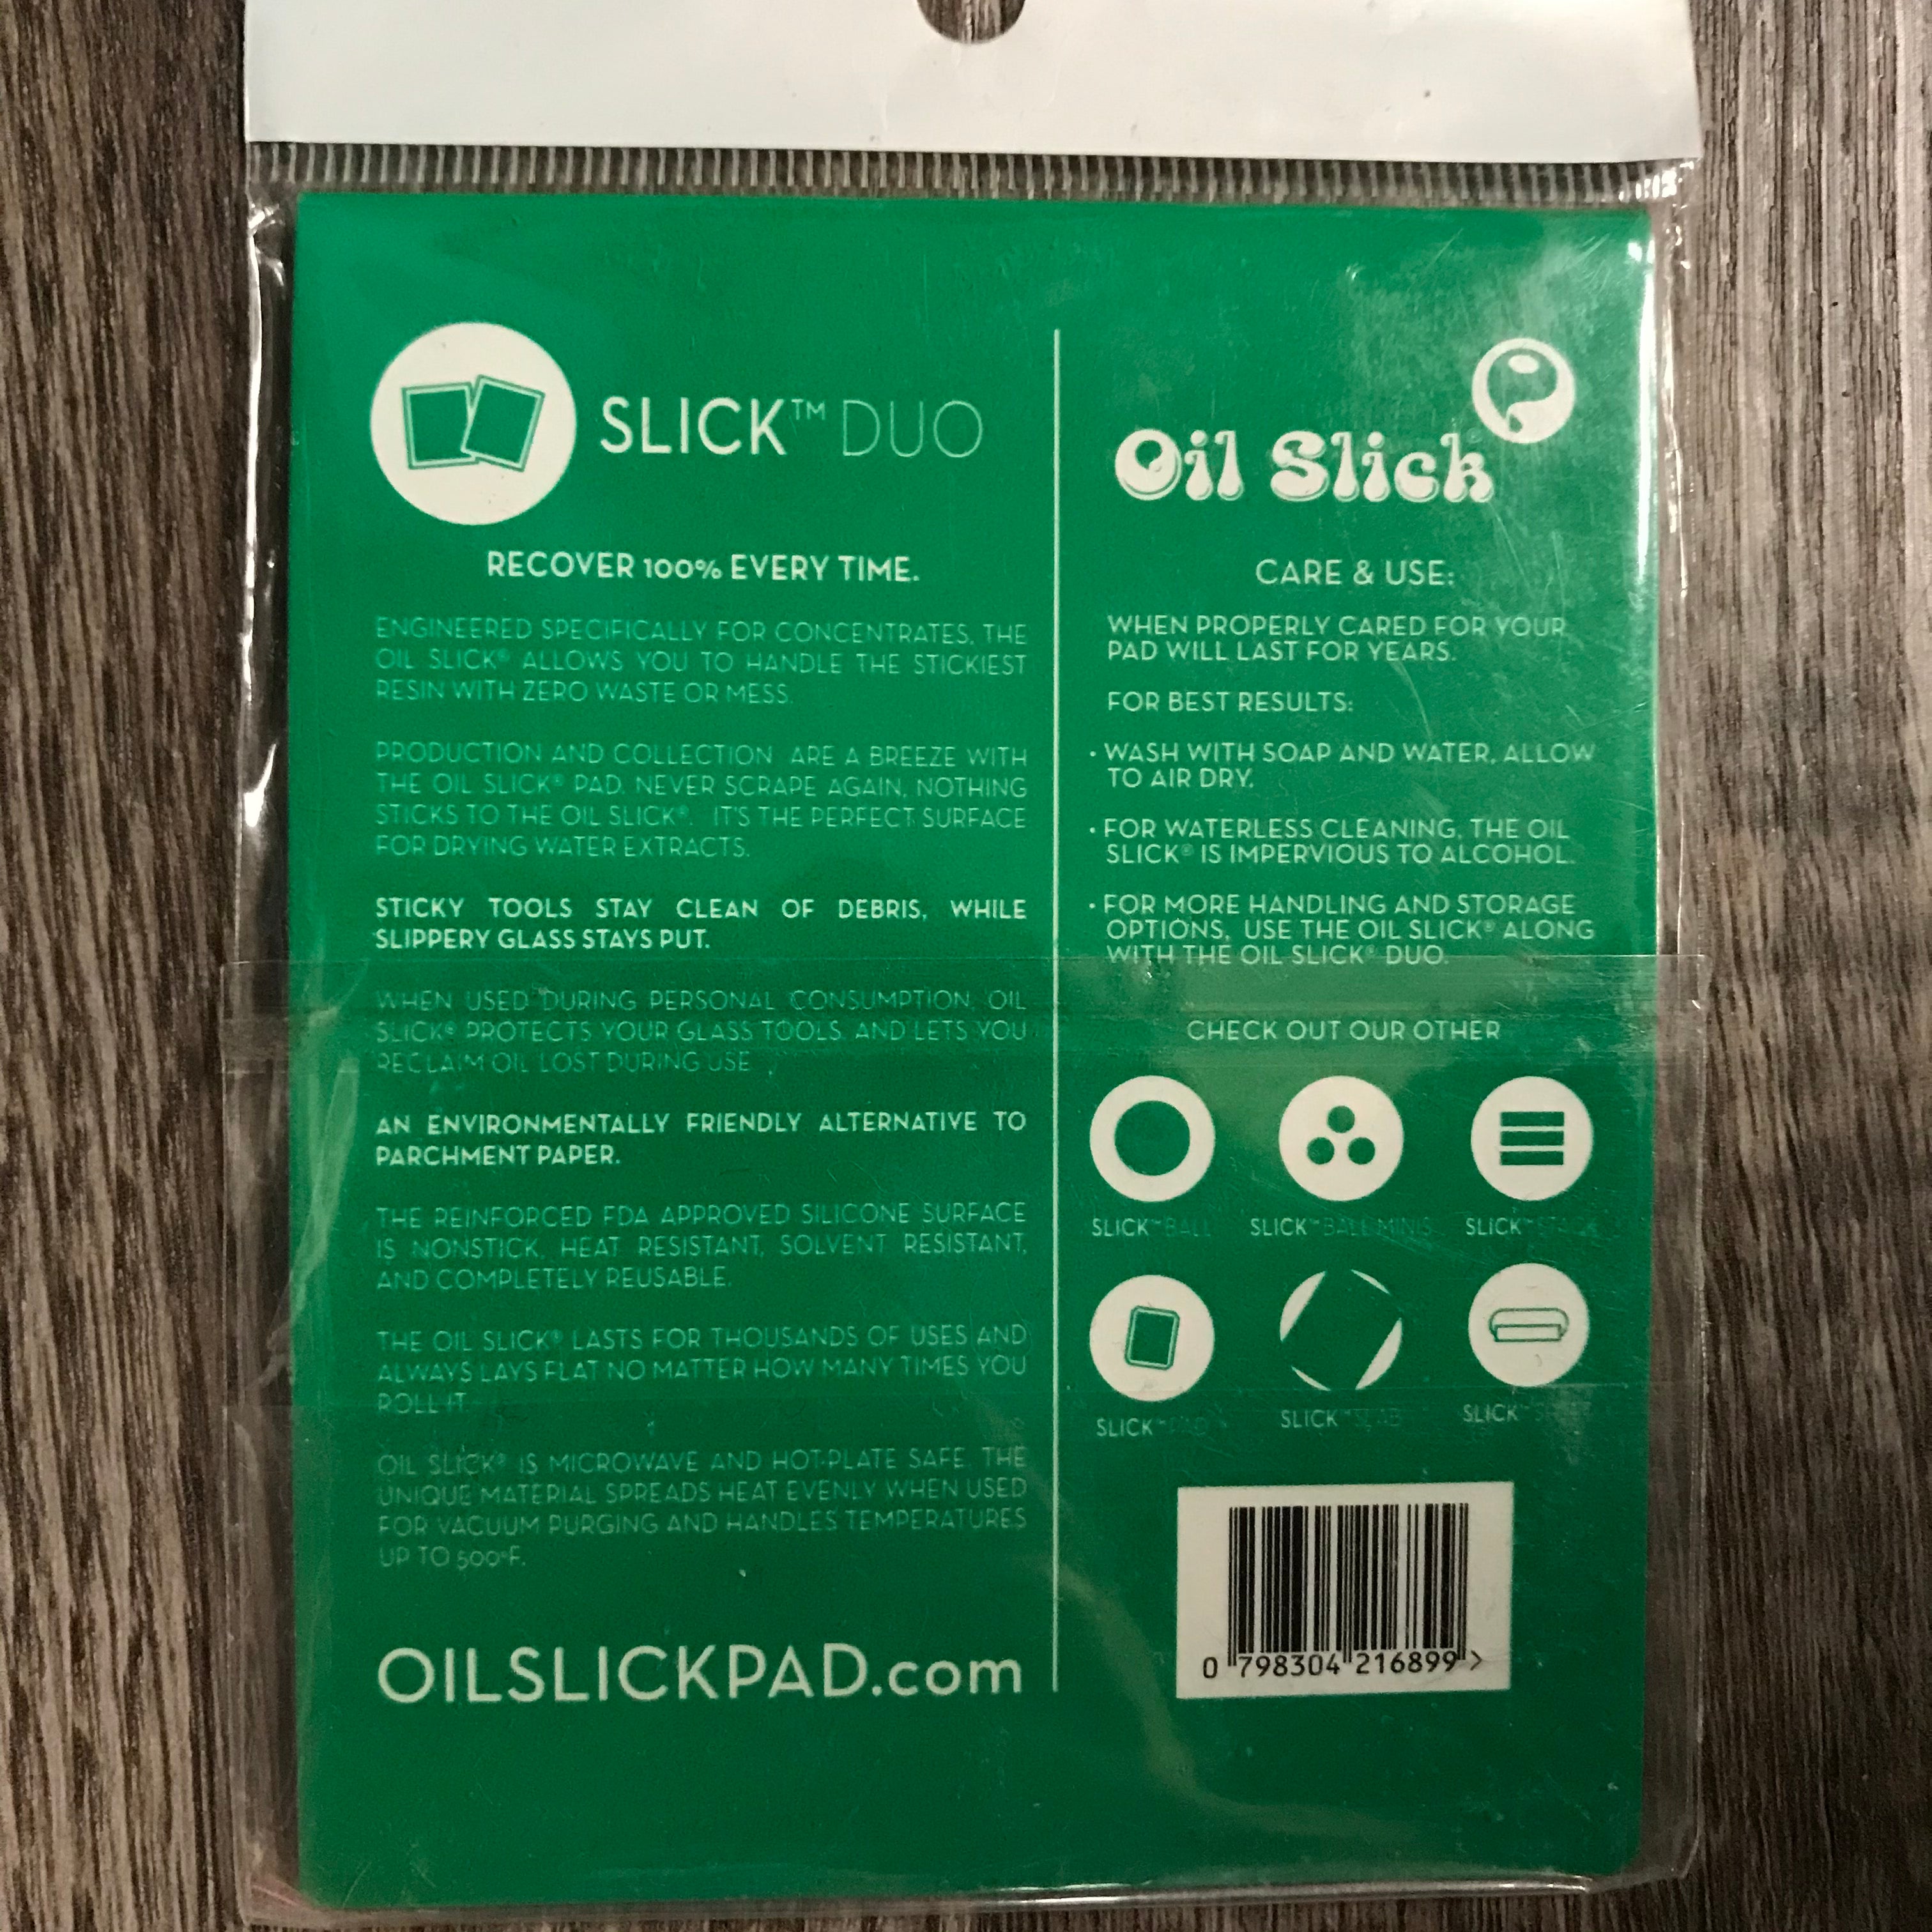 SLICK™ DUO
RECOVER 100% EVERY TIME.
ENGINEERED SPECIFICALLY FOR CONCENTRATES, THE
OIL SLICK® ALLOWS YOU TO HANDLE THE STICKIEST
RESIN WITH ZERO WASTE OR MESS.
PRODUCTION AND COLLECTION ARE A BREEZE WITH
THE OIL SLICK® PAD. NEVER SCRAPE AGAIN, NOTHING
STICKS TO THE OIL SLICK®. IT'S THE PERFECT SURFACE
FOR DRYING WATER EXTRACTS.
STICKY TOOLS STAY CLEAN OF DEBRIS, WHILE
SLIPPERY GLASS STAYS PUT.
WHEN USED DURING PERSONAL CONSUMPTION, OIL
SLICK® PROTECTS YOUR GLASS TOOLS, AND LETS YOU
RECLAIM OIL LOST DURING USE.
AN ENVIRONMENTALLY FRIENDLY ALTERNATIVE TO
PARCHMENT PAPER.
THE REINFORCED FDA APPROVED SILICONE SURFACE
IS NONSTICK, HEAT RESISTANT, SOLVENT RESISTANT,
AND COMPLETELY REUSABLE.
THE OIL SLICK® LASTS FOR THOUSANDS OF USES AND
ALWAYS LAYS FLAT NO MATTER HOW MANY TIMES YOU
ROLL IT.
OIL SLICK® IS MICROWAVE AND HOT-PLATE SAFE. THE
UNIQUE MATERIAL SPREADS HEAT EVENLY WHEN USED
FOR VACUUM PURGING AND HANDLES TEMPERATURES
UP TO 500°F.
OILSLICKPAD.com
Oil Slick
CARE & USE:
WHEN PROPERLY CARED FOR YOUR
PAD WILL LAST FOR YEARS.
FOR BEST RESULTS:
• WASH WITH SOAP AND WATER, ALLOW
TO AIR DRY.
• FOR WATERLESS CLEANING, THE OIL
SLICK® IS IMPERVIOUS TO ALCOHOL.
• FOR MORE HANDLING AND STORAGE
OPTIONS, USE THE OIL SLICK® ALONG
WITH THE OIL SLICK® DUO.
CHECK OUT OUR OTHER
SLICK™ BALL SLICK™ BALL MINIS SLICK™ STACK
SLICK™ PAD SLICK™ SLAB SLICK™
0 798304 216899 >